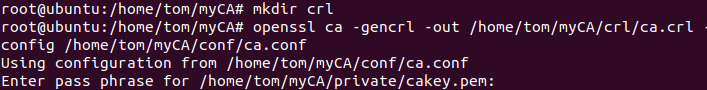 root@ubuntu:/home/tom/myCA# mkdir crl
root@ubuntu:/home/tom/myCA# openssl ca -gencrl -out /home/tom/myCA/crl/ca.crl -
config /home/tom/myCA/conf/ca.conf
Using configuration from /home/tom/myCA/conf/ca.conf
Enter pass phrase for /home/tom/myCA/private/cakey.pem: